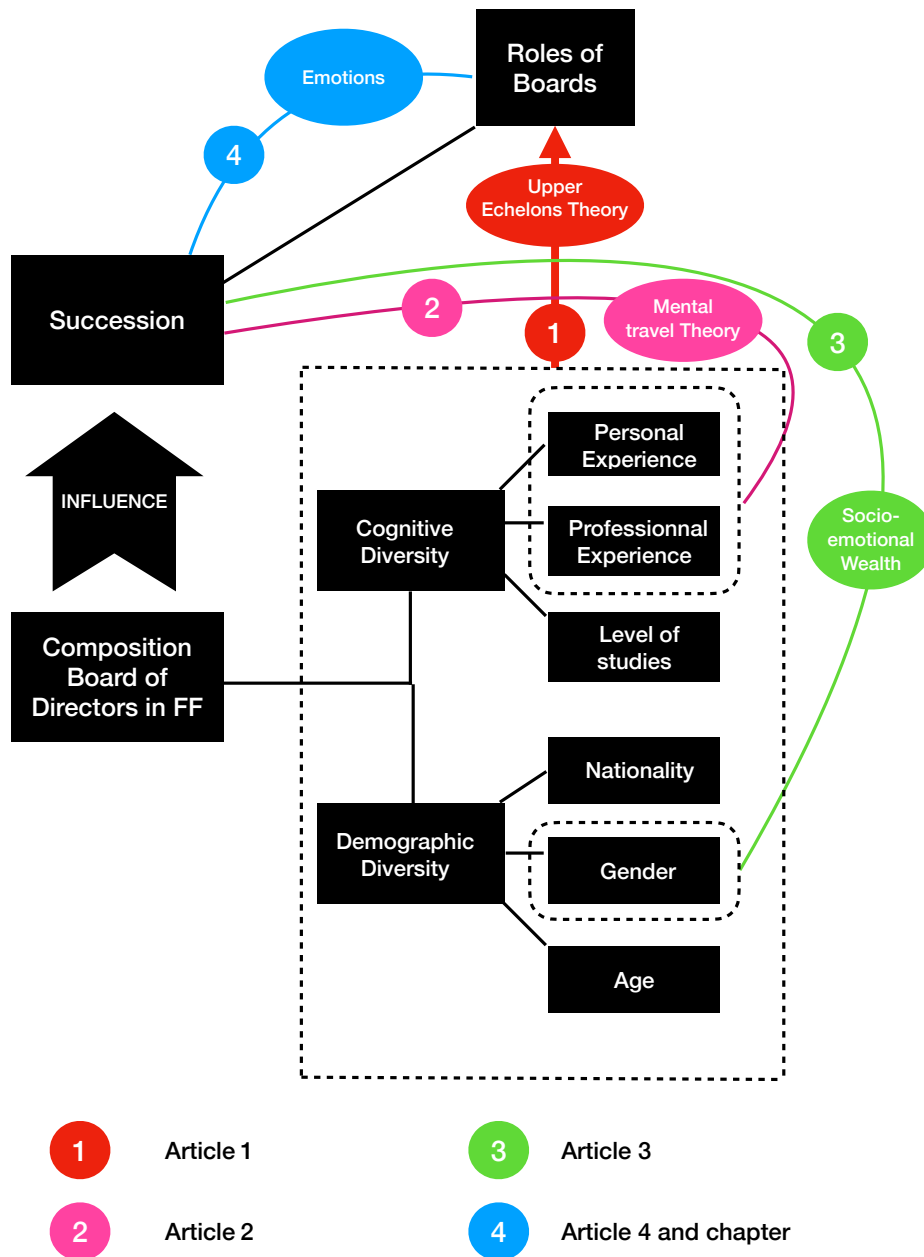 Roles of
Boards
Emotions
4
Upper
Echelons Theory
Succession
2
Mental
travel Theory
1
3
Personal
Experience
INFLUENCE
Cognitive
Diversity
Professionnal
Experience
Socio-
emotional
Wealth
Level of
studies
Composition
Board of
Directors in FF
Nationality
Demographic
Diversity
Gender
Age
1 Article 1
3 Article 3
2 Article 2
4 Article 4 and chapter